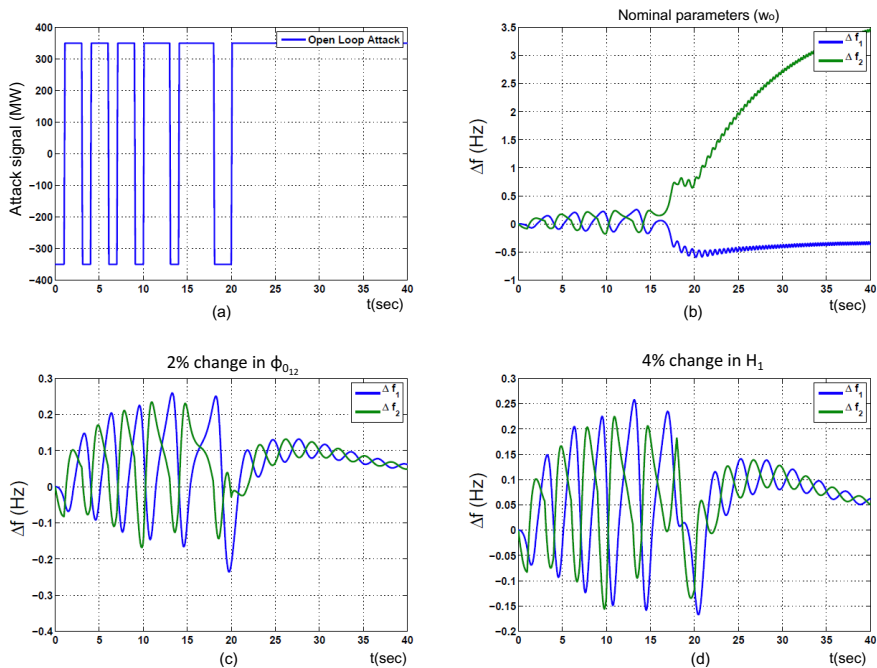 Open Loop Attack
Attack signal (MW)
400
300
200
100
0
−100
−200
−300
−400
0 5 10 15 20 25 30 35 40
(a) t(sec)
Nominal parameters (w₀)
Δ f₁
Δ f₂
Δf (Hz)
3.5
3
2.5
2
1.5
1
0.5
0
−0.5
−1
0 5 10 15 20 25 30 35 40
(b) t(sec)
2% change in ϕ₀₁₂
Δ f₁
Δ f₂
Δf (Hz)
0.3
0.2
0.1
0
−0.1
−0.2
−0.3
−0.4
0 5 10 15 20 25 30 35 40
(c) t(sec)
4% change in H₁
Δ f₁
Δ f₂
Δf (Hz)
0.3
0.25
0.2
0.15
0.1
0.05
0
−0.05
−0.1
−0.15
0.2
0 5 10 15 20 25 30 35 40
(d) t(sec)